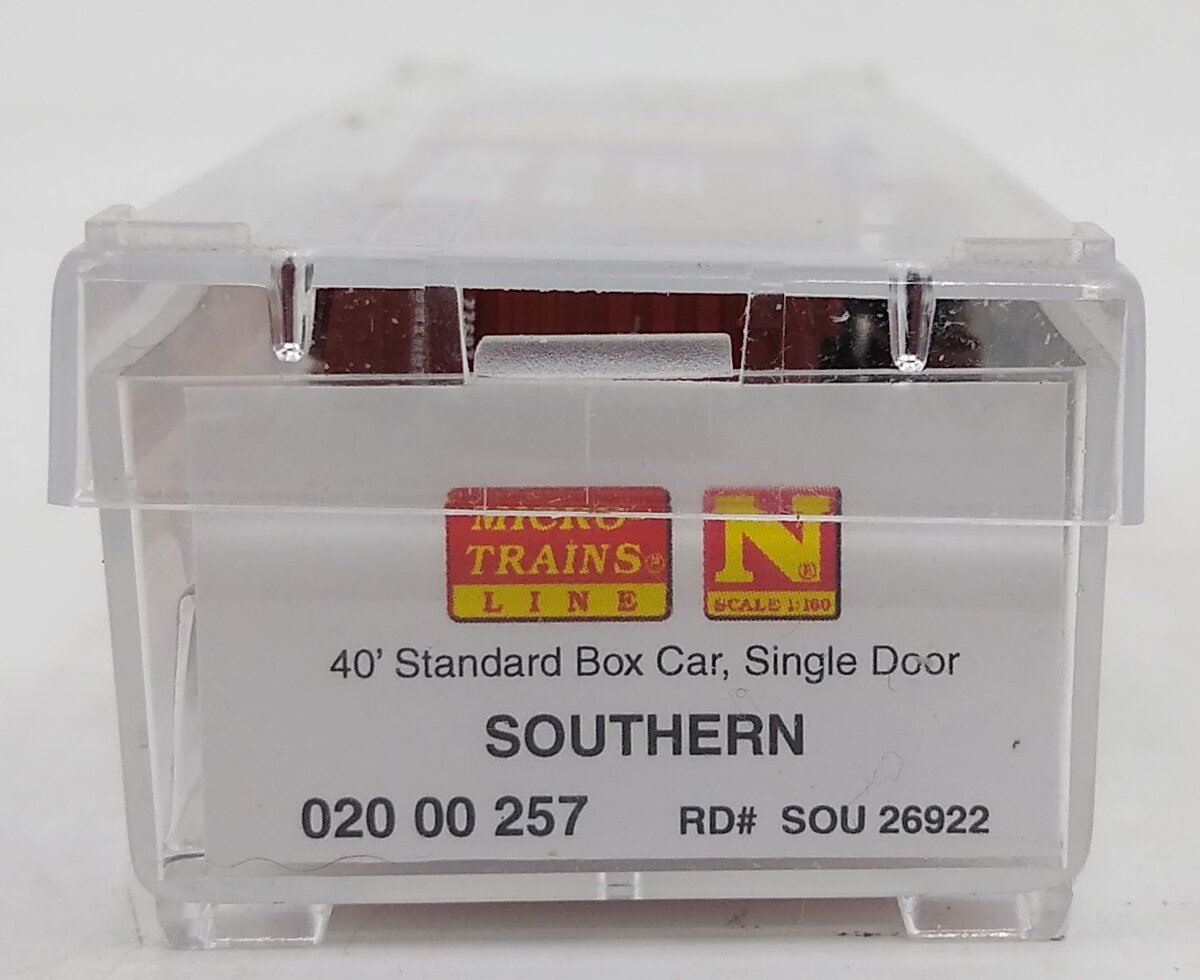 MICRO-
TRAINS®
LINE
N®
SCALE 1:160
40' Standard Box Car, Single Door
SOUTHERN
020 00 257 RD# SOU 26922